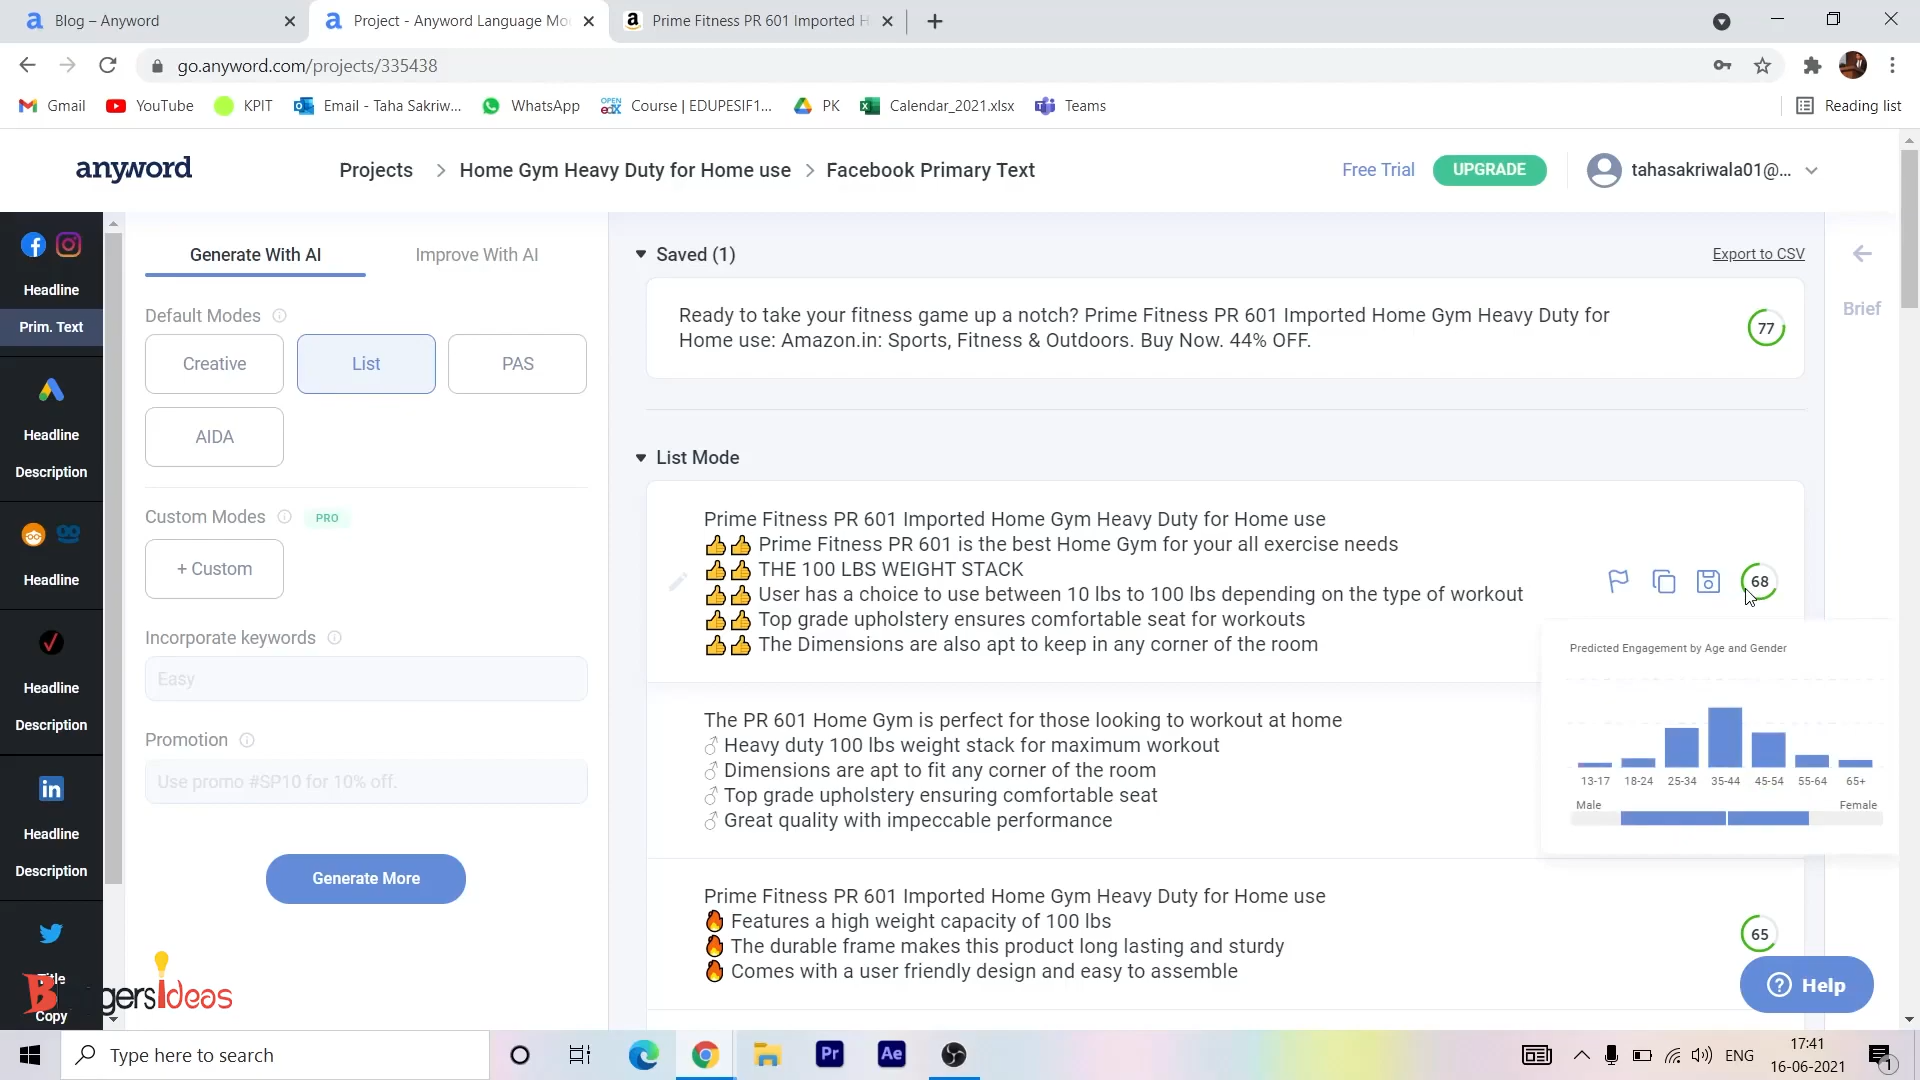 Blog – Anyword
Project - Anyword Language Mo
Prime Fitness PR 601 Imported H
go.anyword.com/projects/335438
Gmail
YouTube
KPIT
Email - Taha Sakriw...
WhatsApp
Course | EDUPESIF1...
PK
Calendar_2021.xlsx
Teams
Reading list
anyword
Projects > Home Gym Heavy Duty for Home use > Facebook Primary Text
Free Trial
UPGRADE
tahasakriwala01@...
Headline
Prim. Text
Headline
Description
Headline
Headline
Description
Headline
Description
Title
Copy
Generate With AI
Improve With AI
Default Modes
Creative
List
PAS
AIDA
Custom Modes
PRO
+ Custom
Incorporate keywords
Easy
Promotion
Use promo #SP10 for 10% off.
Generate More
Saved (1)
Export to CSV
Brief
Ready to take your fitness game up a notch? Prime Fitness PR 601 Imported Home Gym Heavy Duty for
Home use: Amazon.in: Sports, Fitness & Outdoors. Buy Now. 44% OFF.
77
List Mode
Prime Fitness PR 601 Imported Home Gym Heavy Duty for Home use
👍👍 Prime Fitness PR 601 is the best Home Gym for your all exercise needs
👍👍 THE 100 LBS WEIGHT STACK
👍👍 User has a choice to use between 10 lbs to 100 lbs depending on the type of workout
👍👍 Top grade upholstery ensures comfortable seat for workouts
👍👍 The Dimensions are also apt to keep in any corner of the room
68
Predicted Engagement by Age and Gender
13-17 18-24 25-34 35-44 45-54 55-64 65+
Male Female
The PR 601 Home Gym is perfect for those looking to workout at home
♂ Heavy duty 100 lbs weight stack for maximum workout
♂ Dimensions are apt to fit any corner of the room
♂ Top grade upholstery ensuring comfortable seat
♂ Great quality with impeccable performance
Prime Fitness PR 601 Imported Home Gym Heavy Duty for Home use
🔥 Features a high weight capacity of 100 lbs
🔥 The durable frame makes this product long lasting and sturdy
🔥 Comes with a user friendly design and easy to assemble
65
Help
Type here to search
Pr
Ae
ENG
17:41
16-06-2021
1